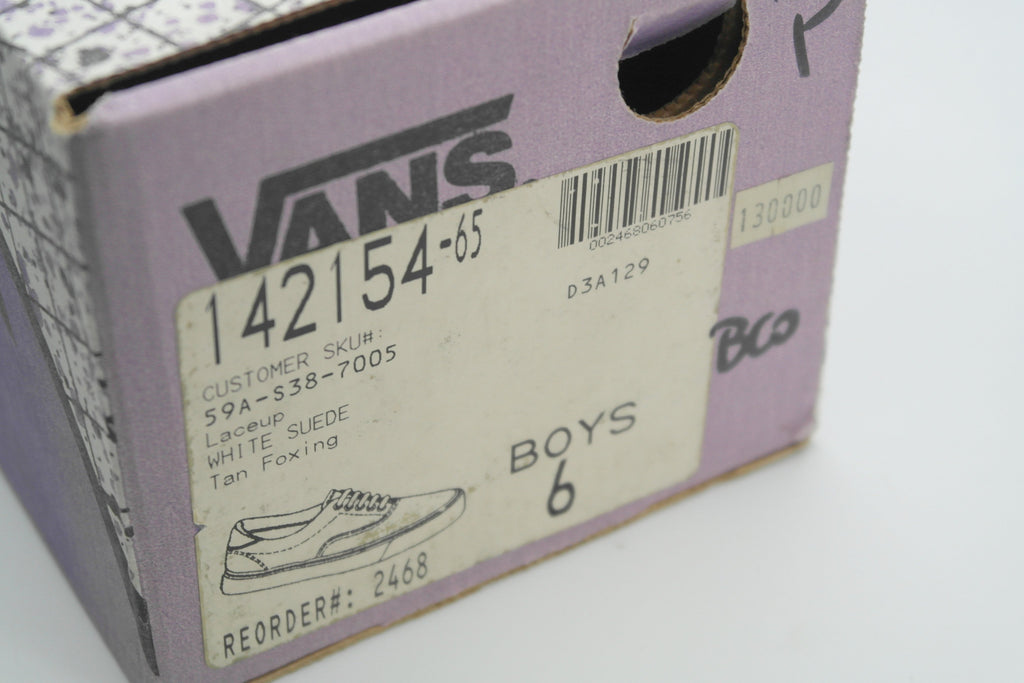 VANS
142154-65
002468060756
130000
D3A129
CUSTOMER SKU#:
59A-S38-7005
Laceup
WHITE SUEDE
Tan Foxing
BCO
BOYS
6
REORDER#: 2468